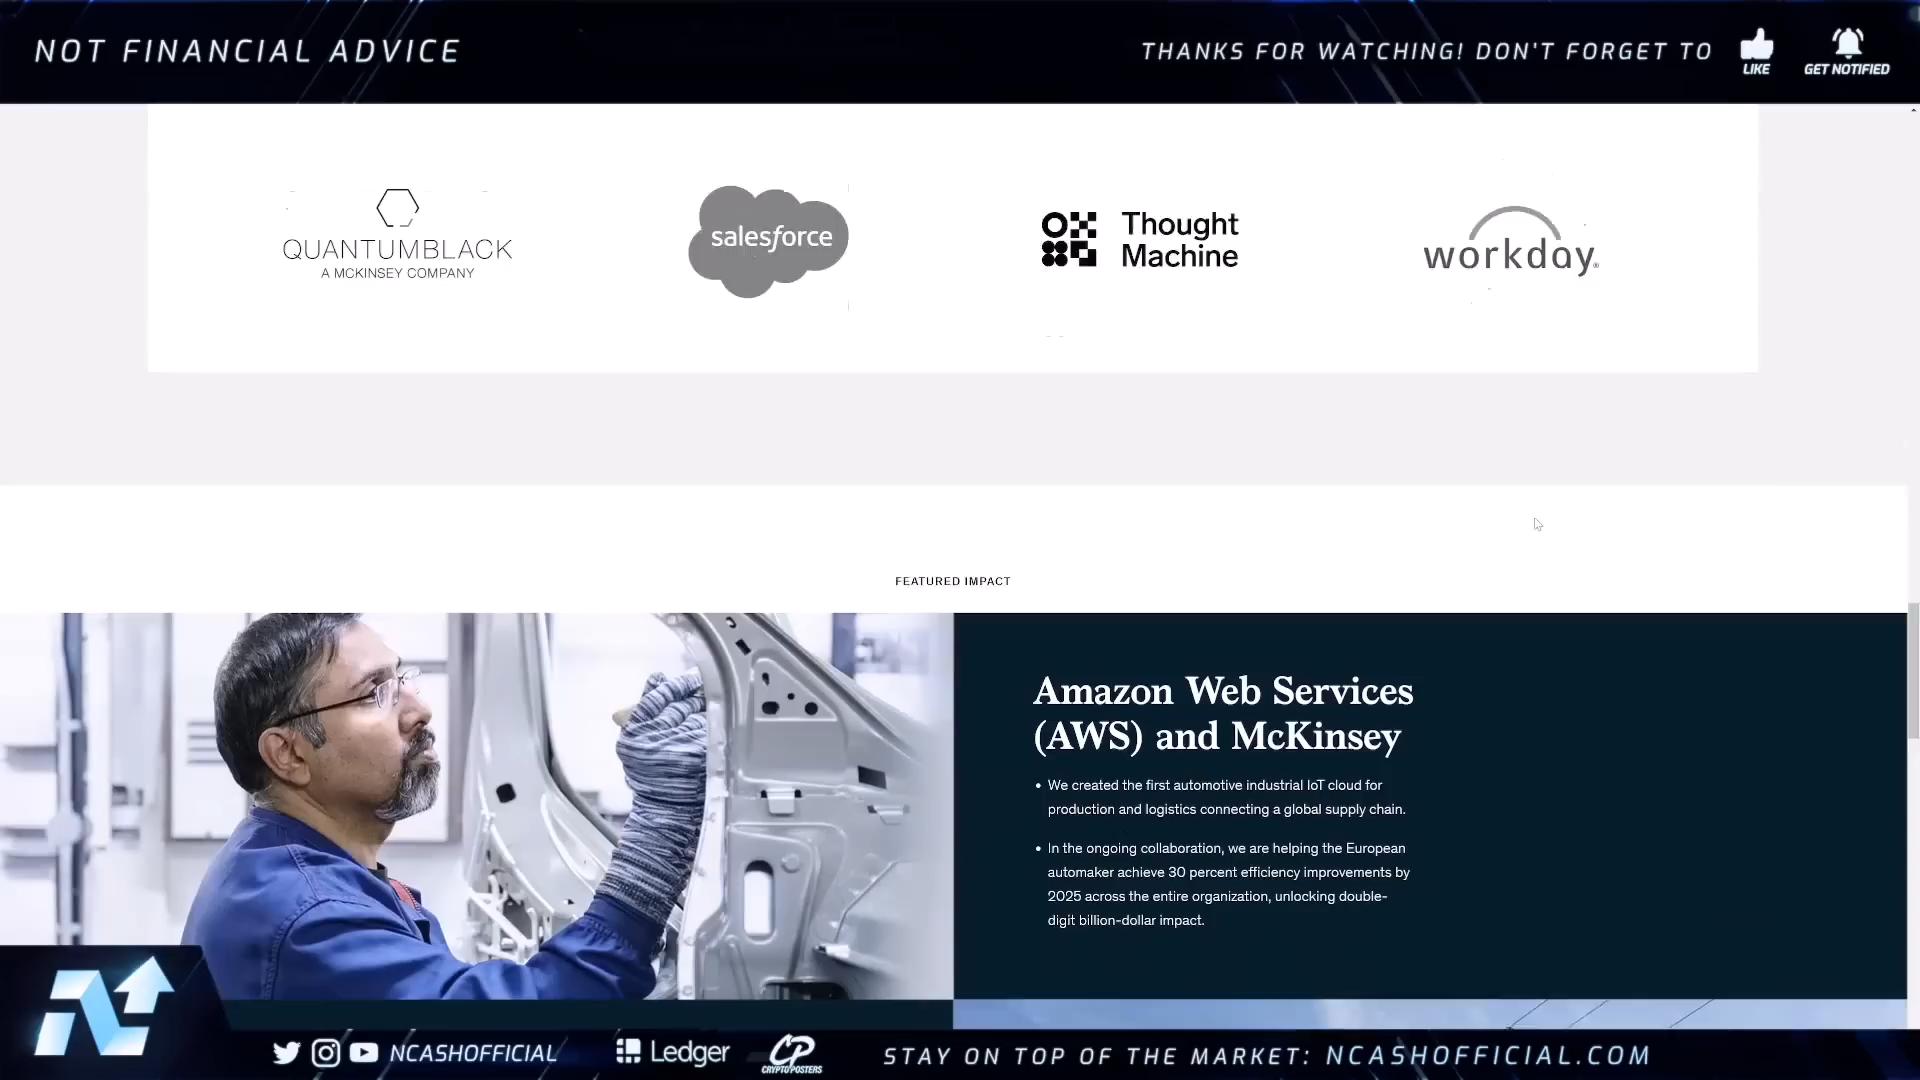 NOT FINANCIAL ADVICE
THANKS FOR WATCHING! DON'T FORGET TO
LIKE
GET NOTIFIED
QUANTUMBLACK
A MCKINSEY COMPANY
salesforce
Thought
Machine
workday®
FEATURED IMPACT
Amazon Web Services
(AWS) and McKinsey
• We created the first automotive industrial IoT cloud for
production and logistics connecting a global supply chain.
• In the ongoing collaboration, we are helping the European
automaker achieve 30 percent efficiency improvements by
2025 across the entire organization, unlocking double-
digit billion-dollar impact.
NCASHOFFICIAL
Ledger
CP
CRYPTOPOSTERS
STAY ON TOP OF THE MARKET: NCASHOFFICIAL.COM